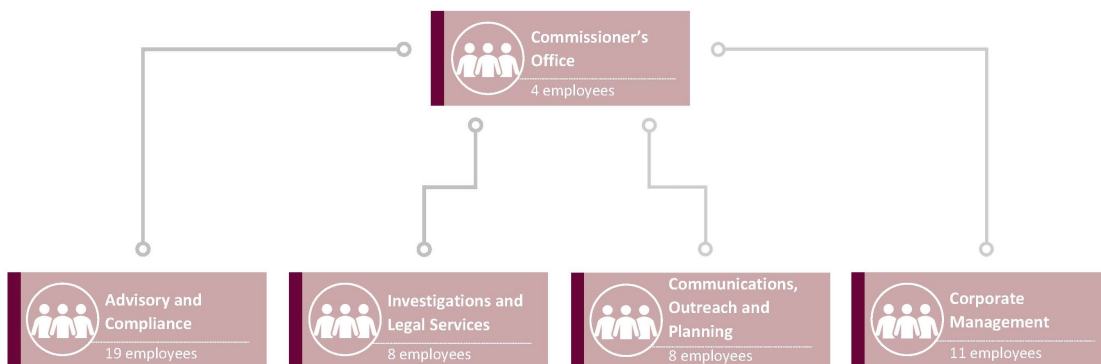 Commissioner's
Office
4 employees
Advisory and
Compliance
19 employees
Investigations and
Legal Services
8 employees
Communications,
Outreach and
Planning
8 employees
Corporate
Management
11 employees